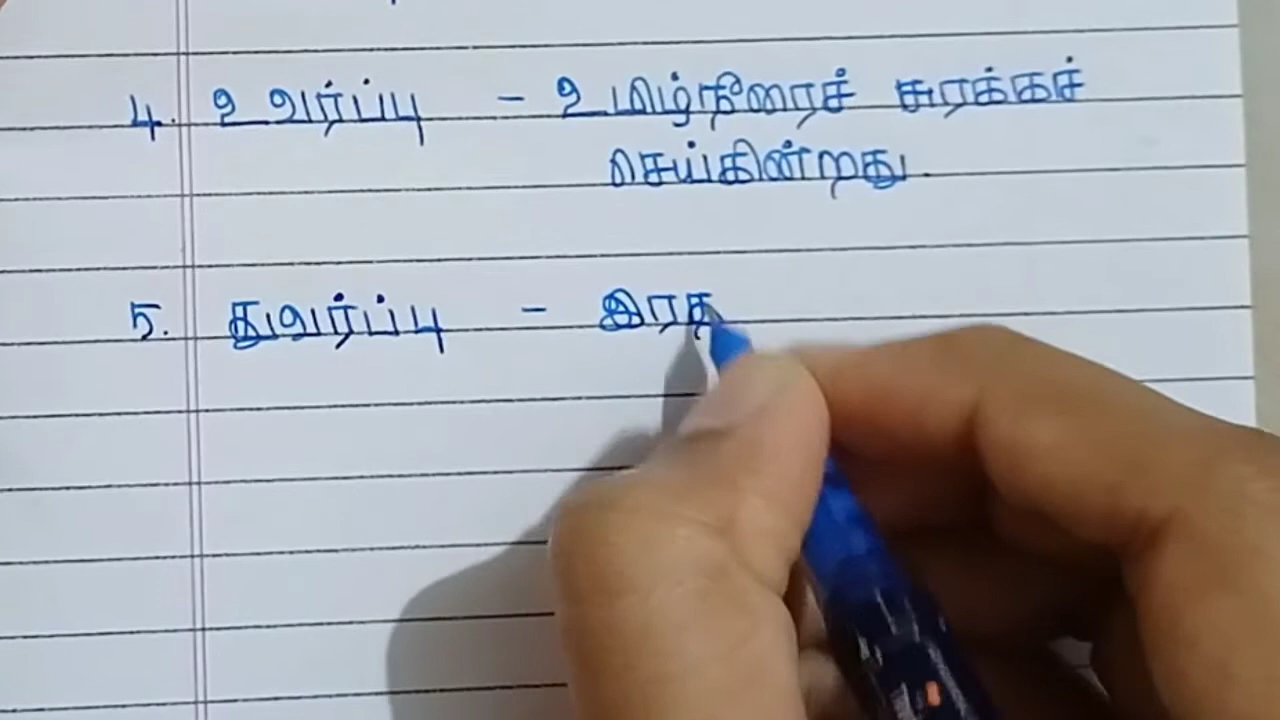 4. உவர்ப்பு - உமிழ்நீரைச் சுரக்கச்
செய்கின்றது.
5. துவர்ப்பு - இரத